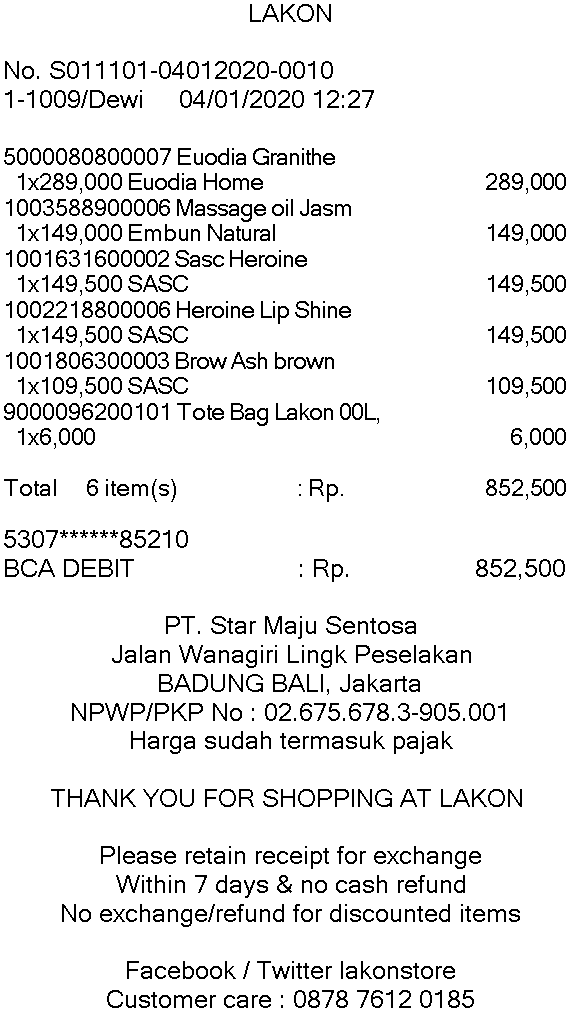 LAKON
No. S011101-04012020-0010
1-1009/Dewi 04/01/2020 12:27
5000080800007 Euodia Granithe
1x289,000 Euodia Home 289,000
1003588900006 Massage oil Jasm
1x149,000 Embun Natural 149,000
1001631600002 Sasc Heroine
1x149,500 SASC 149,500
1002218800006 Heroine Lip Shine
1x149,500 SASC 149,500
1001806300003 Brow Ash brown
1x109,500 SASC 109,500
9000096200101 Tote Bag Lakon 00L,
1x6,000 6,000
Total 6 item(s) : Rp. 852,500
5307******85210
BCA DEBIT : Rp. 852,500
PT. Star Maju Sentosa
Jalan Wanagiri Lingk Peselakan
BADUNG BALI, Jakarta
NPWP/PKP No : 02.675.678.3-905.001
Harga sudah termasuk pajak
THANK YOU FOR SHOPPING AT LAKON
Please retain receipt for exchange
Within 7 days & no cash refund
No exchange/refund for discounted items
Facebook / Twitter lakonstore
Customer care : 0878 7612 0185